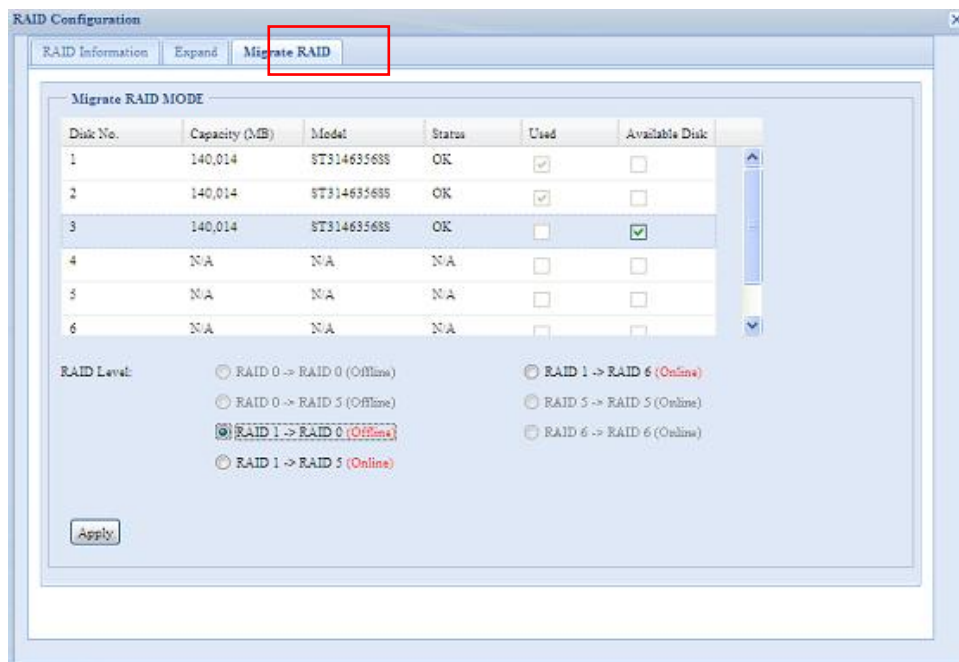 RAID Configuration
RAID Information Expand Migrate RAID
Migrate RAID MODE
Disk No. Capacity (MB) Model Status Used Available Disk
1 140,014 ST3146356SS OK
2 140,014 ST3146356SS OK
3 140,014 ST3146356SS OK
4 N/A N/A N/A
5 N/A N/A N/A
6 N/A N/A N/A
RAID Level: RAID 0 -> RAID 0 (Offline) RAID 1 -> RAID 6 (Online)
RAID 0 -> RAID 5 (Offline) RAID 5 -> RAID 5 (Online)
RAID 1 -> RAID 0 (Offline) RAID 6 -> RAID 6 (Online)
RAID 1 -> RAID 5 (Online)
Apply